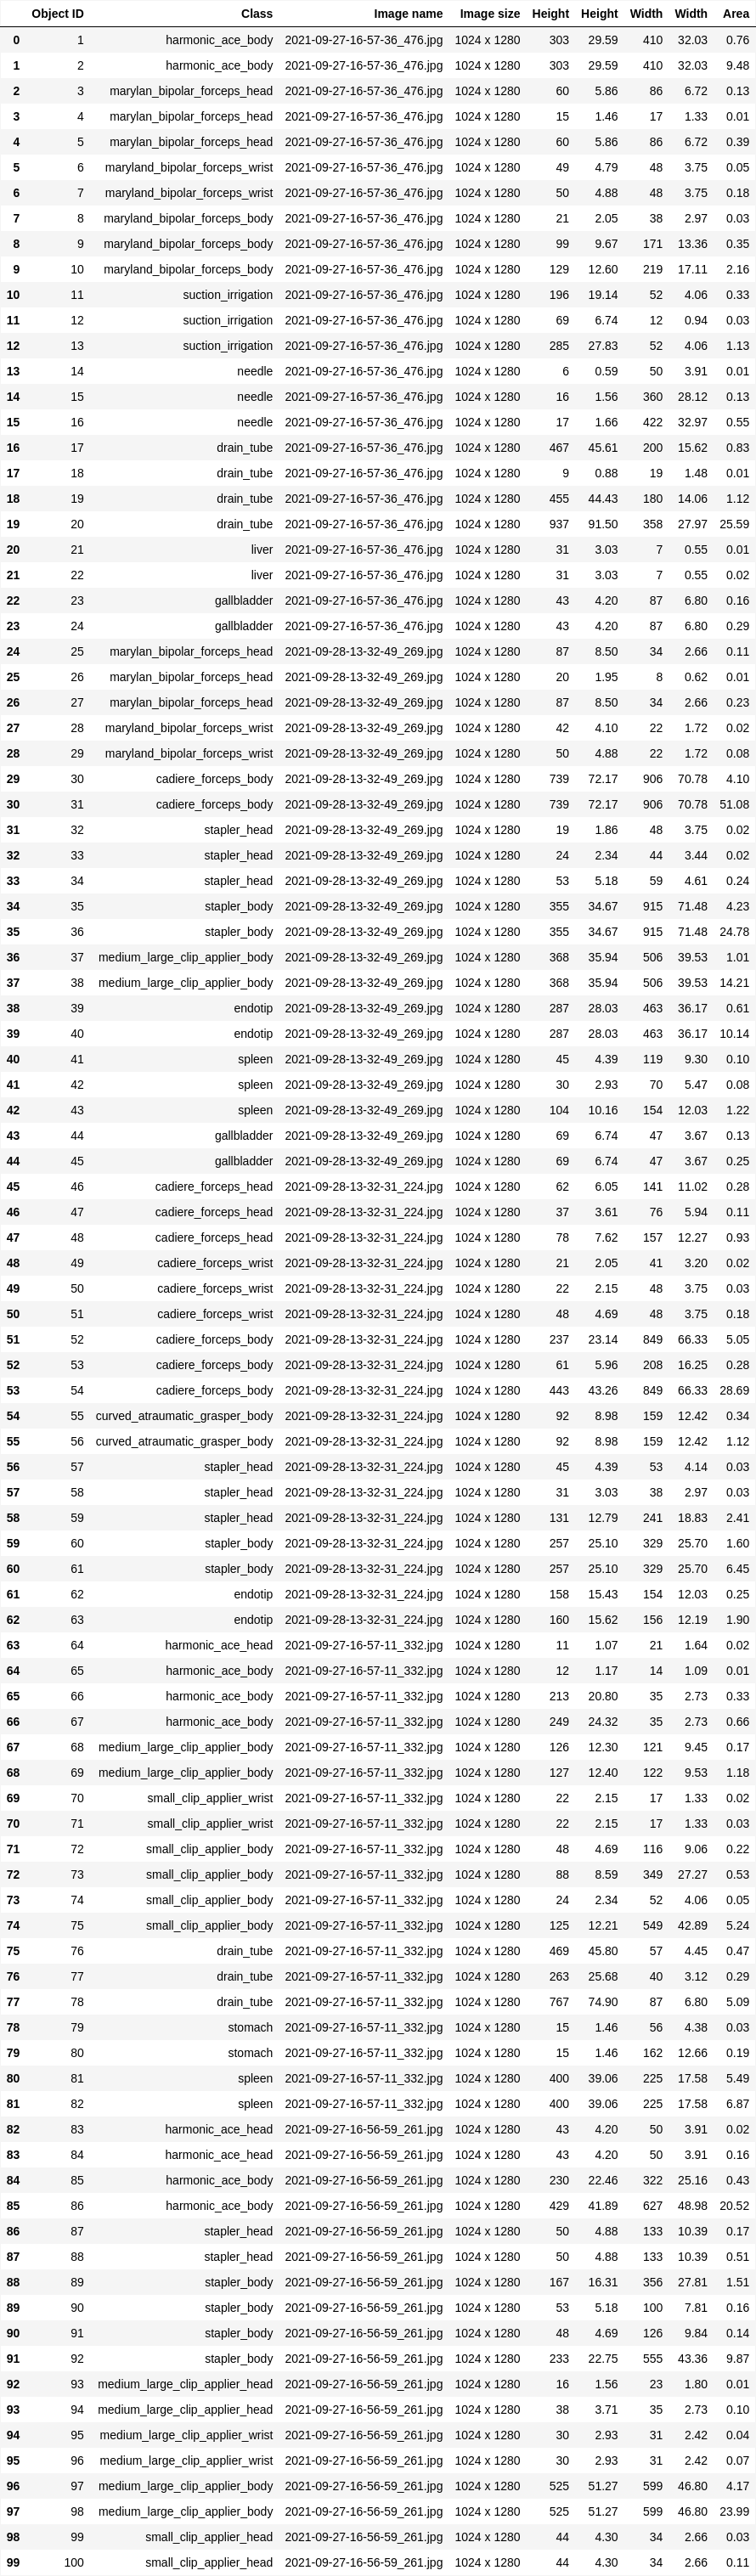 Object ID Class Image name Image size Height Height Width Width Area
0 1 harmonic_ace_body 2021-09-27-16-57-36_476.jpg 1024 x 1280 303 29.59 410 32.03 0.76
1 2 harmonic_ace_body 2021-09-27-16-57-36_476.jpg 1024 x 1280 303 29.59 410 32.03 9.48
2 3 marylan_bipolar_forceps_head 2021-09-27-16-57-36_476.jpg 1024 x 1280 60 5.86 86 6.72 0.13
3 4 marylan_bipolar_forceps_head 2021-09-27-16-57-36_476.jpg 1024 x 1280 15 1.46 17 1.33 0.01
4 5 marylan_bipolar_forceps_head 2021-09-27-16-57-36_476.jpg 1024 x 1280 60 5.86 86 6.72 0.39
5 6 maryland_bipolar_forceps_wrist 2021-09-27-16-57-36_476.jpg 1024 x 1280 49 4.79 48 3.75 0.05
6 7 maryland_bipolar_forceps_wrist 2021-09-27-16-57-36_476.jpg 1024 x 1280 50 4.88 48 3.75 0.18
7 8 maryland_bipolar_forceps_body 2021-09-27-16-57-36_476.jpg 1024 x 1280 21 2.05 38 2.97 0.03
8 9 maryland_bipolar_forceps_body 2021-09-27-16-57-36_476.jpg 1024 x 1280 99 9.67 171 13.36 0.35
9 10 maryland_bipolar_forceps_body 2021-09-27-16-57-36_476.jpg 1024 x 1280 129 12.60 219 17.11 2.16
10 11 suction_irrigation 2021-09-27-16-57-36_476.jpg 1024 x 1280 196 19.14 52 4.06 0.33
11 12 suction_irrigation 2021-09-27-16-57-36_476.jpg 1024 x 1280 69 6.74 12 0.94 0.03
12 13 suction_irrigation 2021-09-27-16-57-36_476.jpg 1024 x 1280 285 27.83 52 4.06 1.13
13 14 needle 2021-09-27-16-57-36_476.jpg 1024 x 1280 6 0.59 50 3.91 0.01
14 15 needle 2021-09-27-16-57-36_476.jpg 1024 x 1280 16 1.56 360 28.12 0.13
15 16 needle 2021-09-27-16-57-36_476.jpg 1024 x 1280 17 1.66 422 32.97 0.55
16 17 drain_tube 2021-09-27-16-57-36_476.jpg 1024 x 1280 467 45.61 200 15.62 0.83
17 18 drain_tube 2021-09-27-16-57-36_476.jpg 1024 x 1280 9 0.88 19 1.48 0.01
18 19 drain_tube 2021-09-27-16-57-36_476.jpg 1024 x 1280 455 44.43 180 14.06 1.12
19 20 drain_tube 2021-09-27-16-57-36_476.jpg 1024 x 1280 937 91.50 358 27.97 25.59
20 21 liver 2021-09-27-16-57-36_476.jpg 1024 x 1280 31 3.03 7 0.55 0.01
21 22 liver 2021-09-27-16-57-36_476.jpg 1024 x 1280 31 3.03 7 0.55 0.02
22 23 gallbladder 2021-09-27-16-57-36_476.jpg 1024 x 1280 43 4.20 87 6.80 0.16
23 24 gallbladder 2021-09-27-16-57-36_476.jpg 1024 x 1280 43 4.20 87 6.80 0.29
24 25 marylan_bipolar_forceps_head 2021-09-28-13-32-49_269.jpg 1024 x 1280 87 8.50 34 2.66 0.11
25 26 marylan_bipolar_forceps_head 2021-09-28-13-32-49_269.jpg 1024 x 1280 20 1.95 8 0.62 0.01
26 27 marylan_bipolar_forceps_head 2021-09-28-13-32-49_269.jpg 1024 x 1280 87 8.50 34 2.66 0.23
27 28 maryland_bipolar_forceps_wrist 2021-09-28-13-32-49_269.jpg 1024 x 1280 42 4.10 22 1.72 0.02
28 29 maryland_bipolar_forceps_wrist 2021-09-28-13-32-49_269.jpg 1024 x 1280 50 4.88 22 1.72 0.08
29 30 cadiere_forceps_body 2021-09-28-13-32-49_269.jpg 1024 x 1280 739 72.17 906 70.78 4.10
30 31 cadiere_forceps_body 2021-09-28-13-32-49_269.jpg 1024 x 1280 739 72.17 906 70.78 51.08
31 32 stapler_head 2021-09-28-13-32-49_269.jpg 1024 x 1280 19 1.86 48 3.75 0.02
32 33 stapler_head 2021-09-28-13-32-49_269.jpg 1024 x 1280 24 2.34 44 3.44 0.02
33 34 stapler_head 2021-09-28-13-32-49_269.jpg 1024 x 1280 53 5.18 59 4.61 0.24
34 35 stapler_body 2021-09-28-13-32-49_269.jpg 1024 x 1280 355 34.67 915 71.48 4.23
35 36 stapler_body 2021-09-28-13-32-49_269.jpg 1024 x 1280 355 34.67 915 71.48 24.78
36 37 medium_large_clip_applier_body 2021-09-28-13-32-49_269.jpg 1024 x 1280 368 35.94 506 39.53 1.01
37 38 medium_large_clip_applier_body 2021-09-28-13-32-49_269.jpg 1024 x 1280 368 35.94 506 39.53 14.21
38 39 endotip 2021-09-28-13-32-49_269.jpg 1024 x 1280 287 28.03 463 36.17 0.61
39 40 endotip 2021-09-28-13-32-49_269.jpg 1024 x 1280 287 28.03 463 36.17 10.14
40 41 spleen 2021-09-28-13-32-49_269.jpg 1024 x 1280 45 4.39 119 9.30 0.10
41 42 spleen 2021-09-28-13-32-49_269.jpg 1024 x 1280 30 2.93 70 5.47 0.08
42 43 spleen 2021-09-28-13-32-49_269.jpg 1024 x 1280 104 10.16 154 12.03 1.22
43 44 gallbladder 2021-09-28-13-32-49_269.jpg 1024 x 1280 69 6.74 47 3.67 0.13
44 45 gallbladder 2021-09-28-13-32-49_269.jpg 1024 x 1280 69 6.74 47 3.67 0.25
45 46 cadiere_forceps_head 2021-09-28-13-32-31_224.jpg 1024 x 1280 62 6.05 141 11.02 0.28
46 47 cadiere_forceps_head 2021-09-28-13-32-31_224.jpg 1024 x 1280 37 3.61 76 5.94 0.11
47 48 cadiere_forceps_head 2021-09-28-13-32-31_224.jpg 1024 x 1280 78 7.62 157 12.27 0.93
48 49 cadiere_forceps_wrist 2021-09-28-13-32-31_224.jpg 1024 x 1280 21 2.05 41 3.20 0.02
49 50 cadiere_forceps_wrist 2021-09-28-13-32-31_224.jpg 1024 x 1280 22 2.15 48 3.75 0.03
50 51 cadiere_forceps_wrist 2021-09-28-13-32-31_224.jpg 1024 x 1280 48 4.69 48 3.75 0.18
51 52 cadiere_forceps_body 2021-09-28-13-32-31_224.jpg 1024 x 1280 237 23.14 849 66.33 5.05
52 53 cadiere_forceps_body 2021-09-28-13-32-31_224.jpg 1024 x 1280 61 5.96 208 16.25 0.28
53 54 cadiere_forceps_body 2021-09-28-13-32-31_224.jpg 1024 x 1280 443 43.26 849 66.33 28.69
54 55 curved_atraumatic_grasper_body 2021-09-28-13-32-31_224.jpg 1024 x 1280 92 8.98 159 12.42 0.34
55 56 curved_atraumatic_grasper_body 2021-09-28-13-32-31_224.jpg 1024 x 1280 92 8.98 159 12.42 1.12
56 57 stapler_head 2021-09-28-13-32-31_224.jpg 1024 x 1280 45 4.39 53 4.14 0.03
57 58 stapler_head 2021-09-28-13-32-31_224.jpg 1024 x 1280 31 3.03 38 2.97 0.03
58 59 stapler_head 2021-09-28-13-32-31_224.jpg 1024 x 1280 131 12.79 241 18.83 2.41
59 60 stapler_body 2021-09-28-13-32-31_224.jpg 1024 x 1280 257 25.10 329 25.70 1.60
60 61 stapler_body 2021-09-28-13-32-31_224.jpg 1024 x 1280 257 25.10 329 25.70 6.45
61 62 endotip 2021-09-28-13-32-31_224.jpg 1024 x 1280 158 15.43 154 12.03 0.25
62 63 endotip 2021-09-28-13-32-31_224.jpg 1024 x 1280 160 15.62 156 12.19 1.90
63 64 harmonic_ace_head 2021-09-27-16-57-11_332.jpg 1024 x 1280 11 1.07 21 1.64 0.02
64 65 harmonic_ace_body 2021-09-27-16-57-11_332.jpg 1024 x 1280 12 1.17 14 1.09 0.01
65 66 harmonic_ace_body 2021-09-27-16-57-11_332.jpg 1024 x 1280 213 20.80 35 2.73 0.33
66 67 harmonic_ace_body 2021-09-27-16-57-11_332.jpg 1024 x 1280 249 24.32 35 2.73 0.66
67 68 medium_large_clip_applier_body 2021-09-27-16-57-11_332.jpg 1024 x 1280 126 12.30 121 9.45 0.17
68 69 medium_large_clip_applier_body 2021-09-27-16-57-11_332.jpg 1024 x 1280 127 12.40 122 9.53 1.18
69 70 small_clip_applier_wrist 2021-09-27-16-57-11_332.jpg 1024 x 1280 22 2.15 17 1.33 0.02
70 71 small_clip_applier_wrist 2021-09-27-16-57-11_332.jpg 1024 x 1280 22 2.15 17 1.33 0.03
71 72 small_clip_applier_body 2021-09-27-16-57-11_332.jpg 1024 x 1280 48 4.69 116 9.06 0.22
72 73 small_clip_applier_body 2021-09-27-16-57-11_332.jpg 1024 x 1280 88 8.59 349 27.27 0.53
73 74 small_clip_applier_body 2021-09-27-16-57-11_332.jpg 1024 x 1280 24 2.34 52 4.06 0.05
74 75 small_clip_applier_body 2021-09-27-16-57-11_332.jpg 1024 x 1280 125 12.21 549 42.89 5.24
75 76 drain_tube 2021-09-27-16-57-11_332.jpg 1024 x 1280 469 45.80 57 4.45 0.47
76 77 drain_tube 2021-09-27-16-57-11_332.jpg 1024 x 1280 263 25.68 40 3.12 0.29
77 78 drain_tube 2021-09-27-16-57-11_332.jpg 1024 x 1280 767 74.90 87 6.80 5.09
78 79 stomach 2021-09-27-16-57-11_332.jpg 1024 x 1280 15 1.46 56 4.38 0.03
79 80 stomach 2021-09-27-16-57-11_332.jpg 1024 x 1280 15 1.46 162 12.66 0.19
80 81 spleen 2021-09-27-16-57-11_332.jpg 1024 x 1280 400 39.06 225 17.58 5.49
81 82 spleen 2021-09-27-16-57-11_332.jpg 1024 x 1280 400 39.06 225 17.58 6.87
82 83 harmonic_ace_head 2021-09-27-16-56-59_261.jpg 1024 x 1280 43 4.20 50 3.91 0.02
83 84 harmonic_ace_head 2021-09-27-16-56-59_261.jpg 1024 x 1280 43 4.20 50 3.91 0.16
84 85 harmonic_ace_body 2021-09-27-16-56-59_261.jpg 1024 x 1280 230 22.46 322 25.16 0.43
85 86 harmonic_ace_body 2021-09-27-16-56-59_261.jpg 1024 x 1280 429 41.89 627 48.98 20.52
86 87 stapler_head 2021-09-27-16-56-59_261.jpg 1024 x 1280 50 4.88 133 10.39 0.17
87 88 stapler_head 2021-09-27-16-56-59_261.jpg 1024 x 1280 50 4.88 133 10.39 0.51
88 89 stapler_body 2021-09-27-16-56-59_261.jpg 1024 x 1280 167 16.31 356 27.81 1.51
89 90 stapler_body 2021-09-27-16-56-59_261.jpg 1024 x 1280 53 5.18 100 7.81 0.16
90 91 stapler_body 2021-09-27-16-56-59_261.jpg 1024 x 1280 48 4.69 126 9.84 0.14
91 92 stapler_body 2021-09-27-16-56-59_261.jpg 1024 x 1280 233 22.75 555 43.36 9.87
92 93 medium_large_clip_applier_head 2021-09-27-16-56-59_261.jpg 1024 x 1280 16 1.56 23 1.80 0.01
93 94 medium_large_clip_applier_head 2021-09-27-16-56-59_261.jpg 1024 x 1280 38 3.71 35 2.73 0.10
94 95 medium_large_clip_applier_wrist 2021-09-27-16-56-59_261.jpg 1024 x 1280 30 2.93 31 2.42 0.04
95 96 medium_large_clip_applier_wrist 2021-09-27-16-56-59_261.jpg 1024 x 1280 30 2.93 31 2.42 0.07
96 97 medium_large_clip_applier_body 2021-09-27-16-56-59_261.jpg 1024 x 1280 525 51.27 599 46.80 4.17
97 98 medium_large_clip_applier_body 2021-09-27-16-56-59_261.jpg 1024 x 1280 525 51.27 599 46.80 23.99
98 99 small_clip_applier_head 2021-09-27-16-56-59_261.jpg 1024 x 1280 44 4.30 34 2.66 0.03
99 100 small_clip_applier_head 2021-09-27-16-56-59_261.jpg 1024 x 1280 44 4.30 34 2.66 0.11